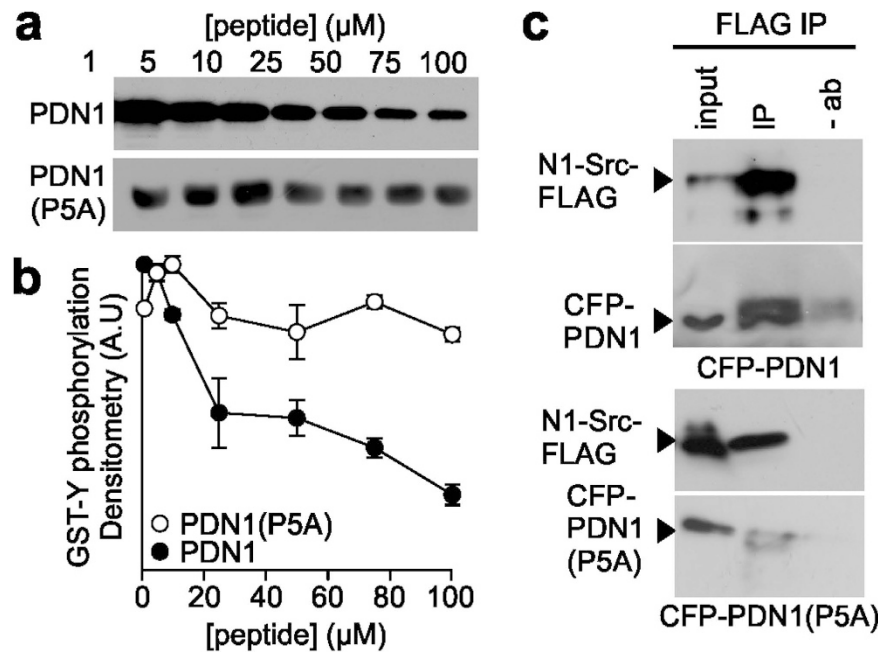 a
[peptide] (µM)
1 5 10 25 50 75 100
PDN1
PDN1
(P5A)
b
GST-Y phosphorylation
Densitometry (A.U)
PDN1(P5A)
PDN1
0 20 40 60 80 100
[peptide] (µM)
c
FLAG IP
input IP - ab
N1-Src-
FLAG
CFP-
PDN1
CFP-PDN1
N1-Src-
FLAG
CFP-
PDN1
(P5A)
CFP-PDN1(P5A)